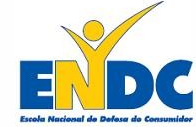 ENDC
Escola Nacional de Defesa do Consumidor